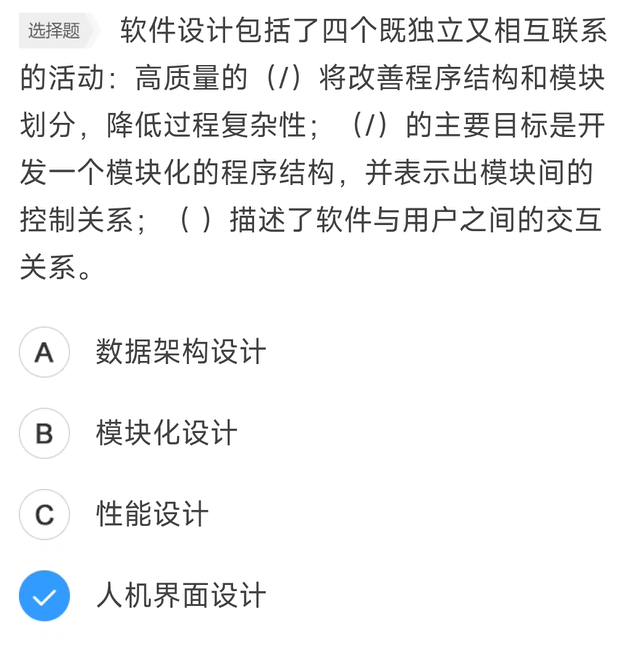 选择题 软件设计包括了四个既独立又相互联系
的活动：高质量的（/）将改善程序结构和模块
划分，降低过程复杂性；（/）的主要目标是开
发一个模块化的程序结构，并表示出模块间的
控制关系；（ ）描述了软件与用户之间的交互
关系。
A 数据架构设计
B 模块化设计
C 性能设计
人机界面设计